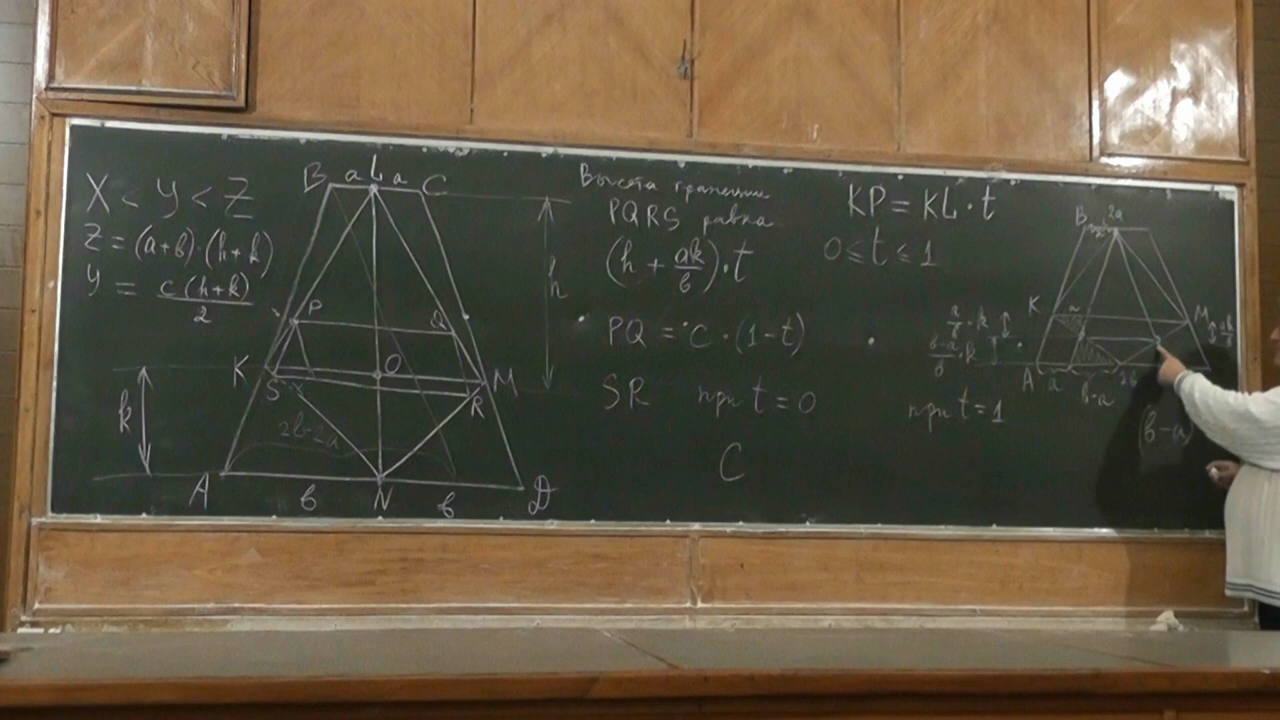 X < Y < Z
Z = (a+b)·(h+k)
Y = c(h+k)/2
B a L a C
h
P Q
K O M
S R
k
2b-2a
A b N b D
Высота трапеции
PQRS равна
(h + ak/b)·t
PQ = c·(1-t)
SR при t=0
C
KP = KL·t
0 ≤ t ≤ 1
при t=1
B 2a
K a M
a/b·k
b-a/b·k
A a b-a
(b-a)